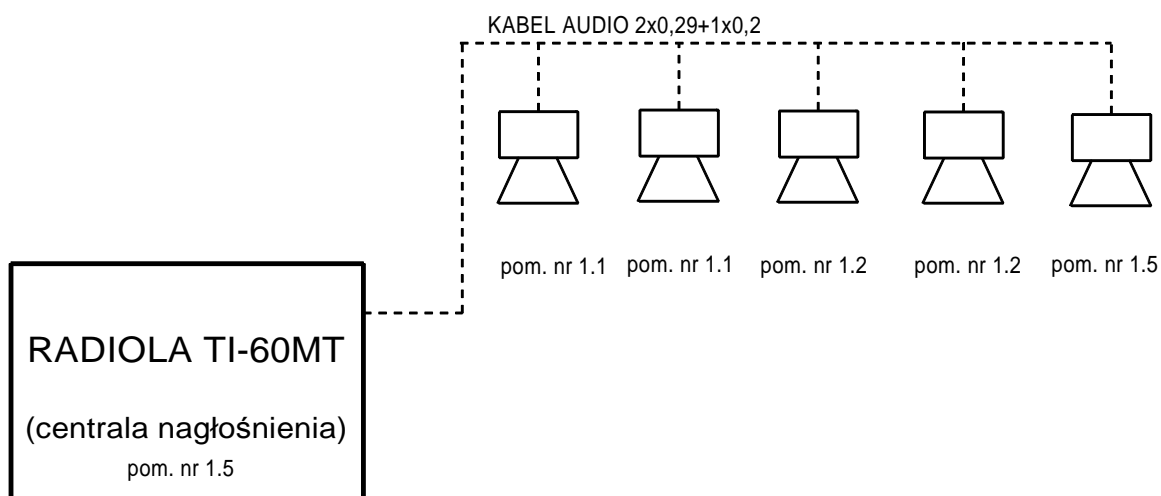 KABEL AUDIO 2x0,29+1x0,2
pom. nr 1.1 pom. nr 1.1 pom. nr 1.2 pom. nr 1.2 pom. nr 1.5
RADIOLA TI-60MT
(centrala nagłośnienia)
pom. nr 1.5